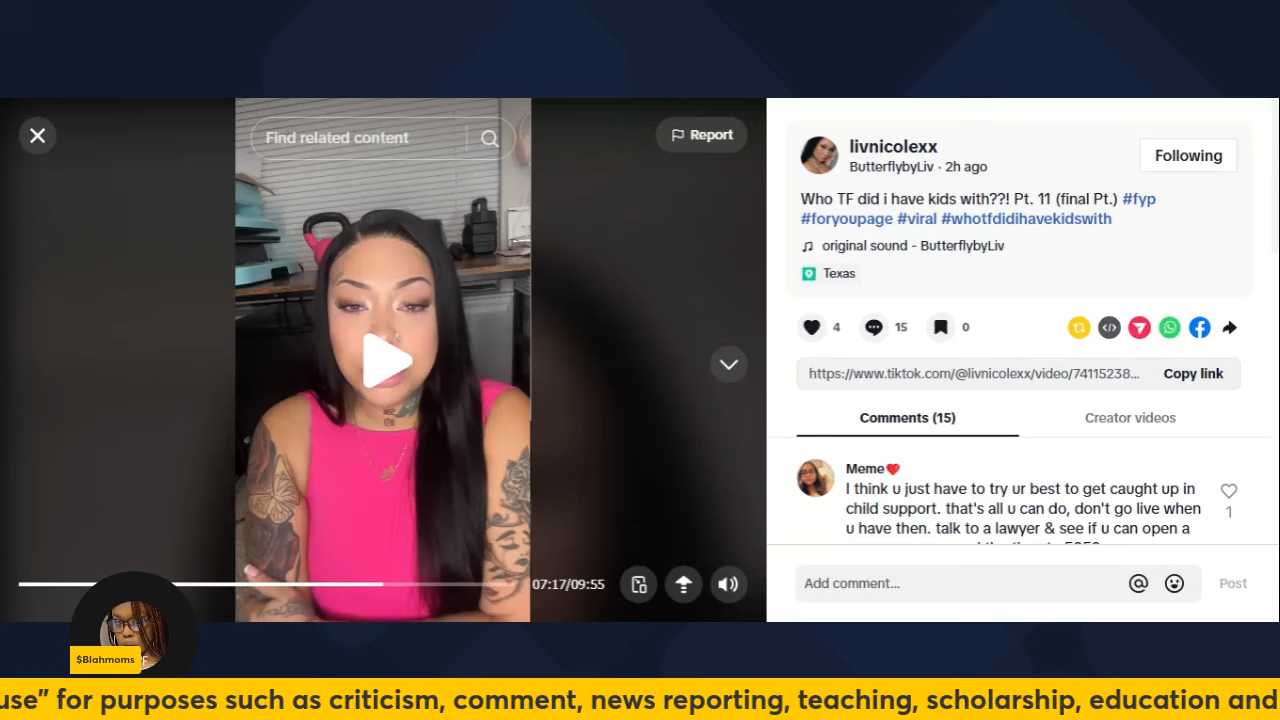 Find related content
Report
livnicolexx
ButterflybyLiv · 2h ago
Following
Who TF did i have kids with??! Pt. 11 (final Pt.) #fyp
#foryoupage #viral #whotfdidihavekidswith
original sound - ButterflybyLiv
Texas
4
15
0
https://www.tiktok.com/@livnicolexx/video/74115238...
Copy link
Comments (15)
Creator videos
Meme❤️
I think u just have to try ur best to get caught up in
child support. that's all u can do, don't go live when
u have then. talk to a lawyer & see if u can open a
1
07:17/09:55
Add comment...
Post
$Blahmoms
use” for purposes such as criticism, comment, news reporting, teaching, scholarship, education and